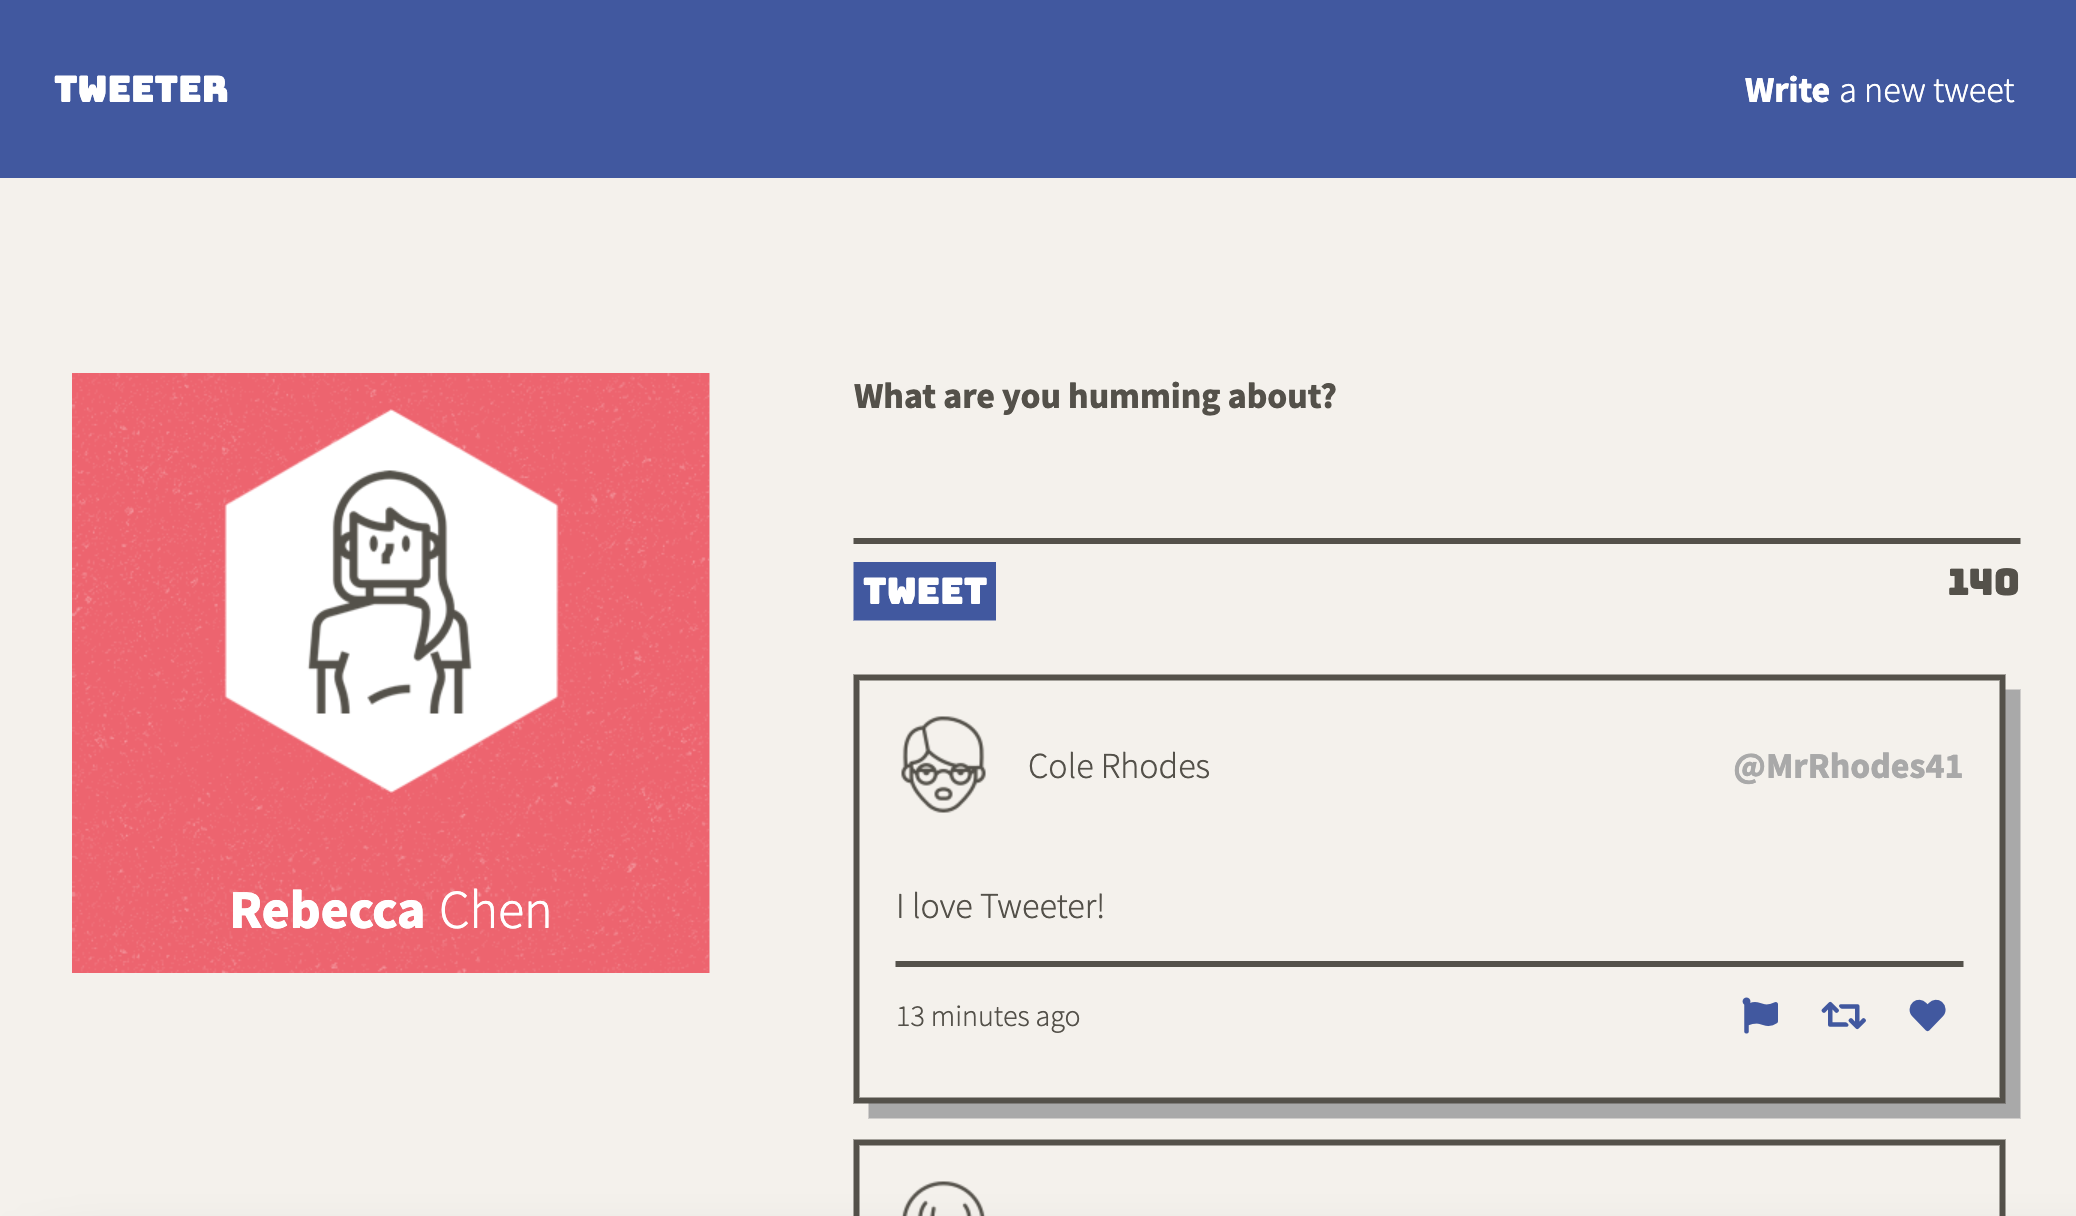 TWEETER
Write a new tweet
Rebecca Chen
What are you humming about?
TWEET
140
Cole Rhodes
@MrRhodes41
I love Tweeter!
13 minutes ago